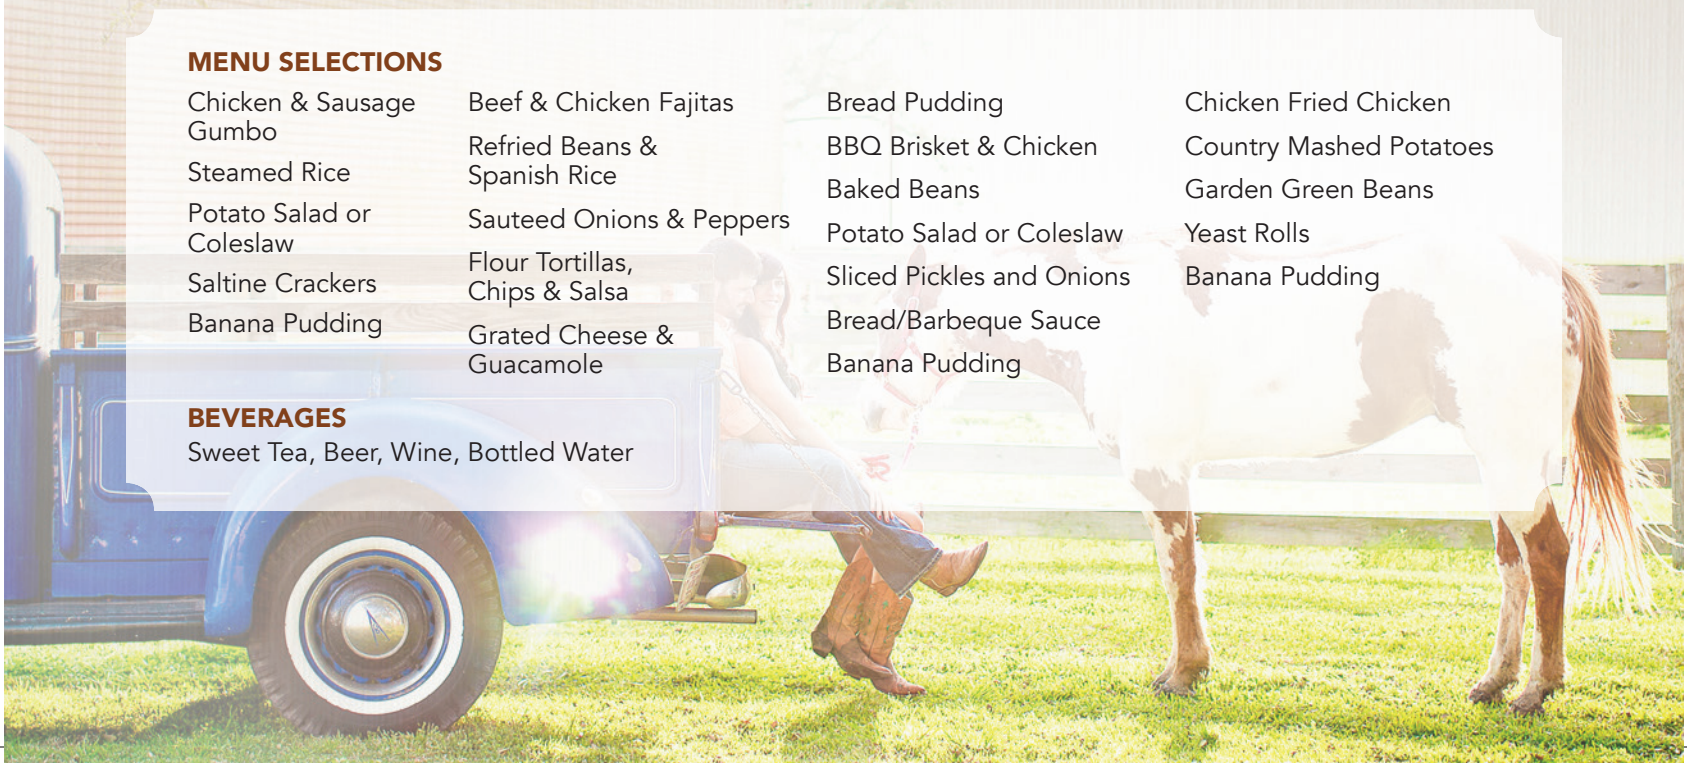 MENU SELECTIONS
Chicken & Sausage
Gumbo
Steamed Rice
Potato Salad or
Coleslaw
Saltine Crackers
Banana Pudding
Beef & Chicken Fajitas
Refried Beans &
Spanish Rice
Sauteed Onions & Peppers
Flour Tortillas,
Chips & Salsa
Grated Cheese &
Guacamole
Bread Pudding
BBQ Brisket & Chicken
Baked Beans
Potato Salad or Coleslaw
Sliced Pickles and Onions
Bread/Barbeque Sauce
Banana Pudding
Chicken Fried Chicken
Country Mashed Potatoes
Garden Green Beans
Yeast Rolls
Banana Pudding
BEVERAGES
Sweet Tea, Beer, Wine, Bottled Water